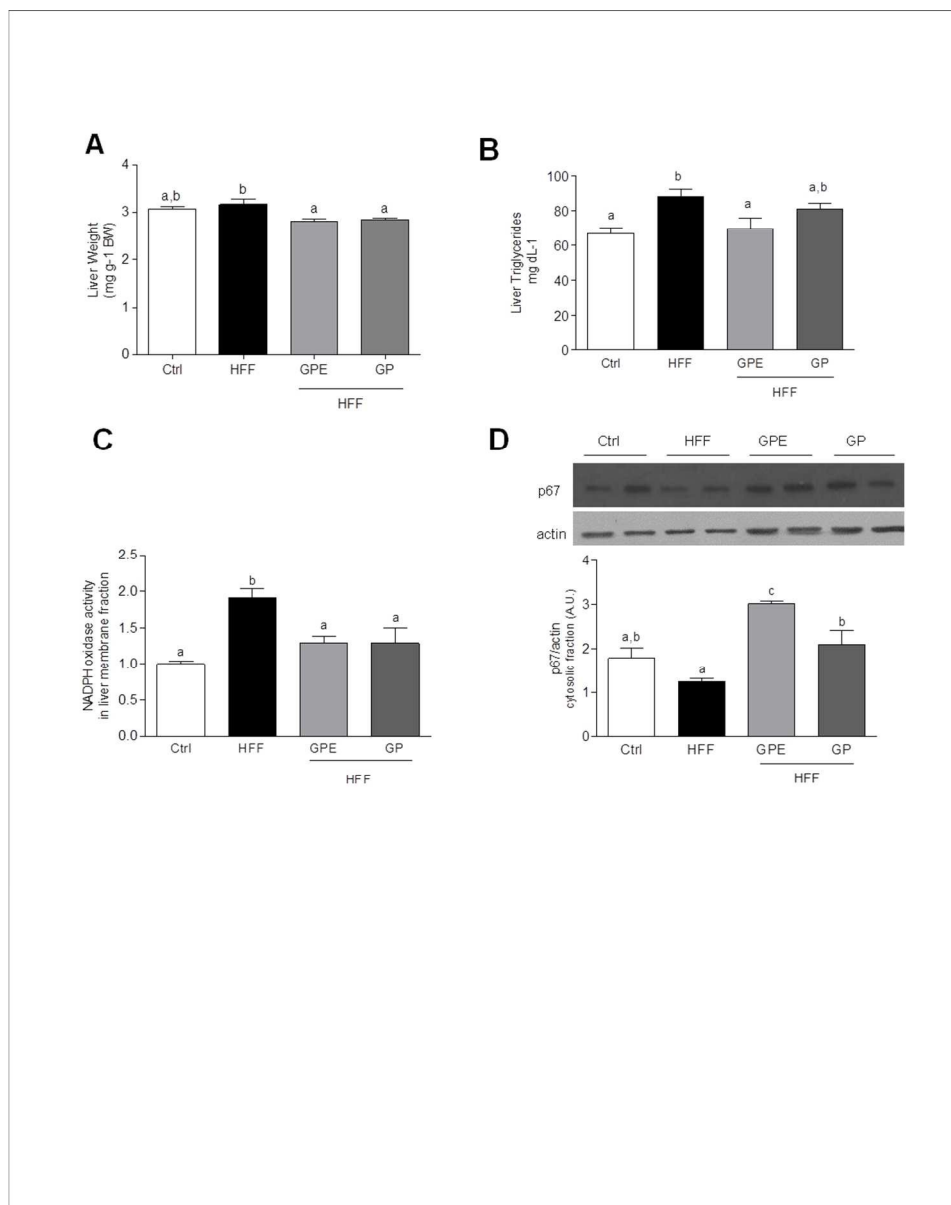 A
Liver Weight
(mg g-1 BW)
4
3
2
1
0
a,b
b
a
a
Ctrl
HFF
GPE
GP
HFF
B
Liver Triglycerides
mg dL-1
100
80
60
40
20
0
a
b
a
a,b
Ctrl
HFF
GPE
GP
HFF
C
NADPH oxidase activity
in liver membrane fraction
2.5
2.0
1.5
1.0
0.5
0.0
a
b
a
a
Ctrl
HFF
GPE
GP
HFF
D
Ctrl
HFF
GPE
GP
p67
actin
p67/actin
cytosolic fraction (A.U.)
4
3
2
1
0
a,b
a
c
b
Ctrl
HFF
GPE
GP
HFF